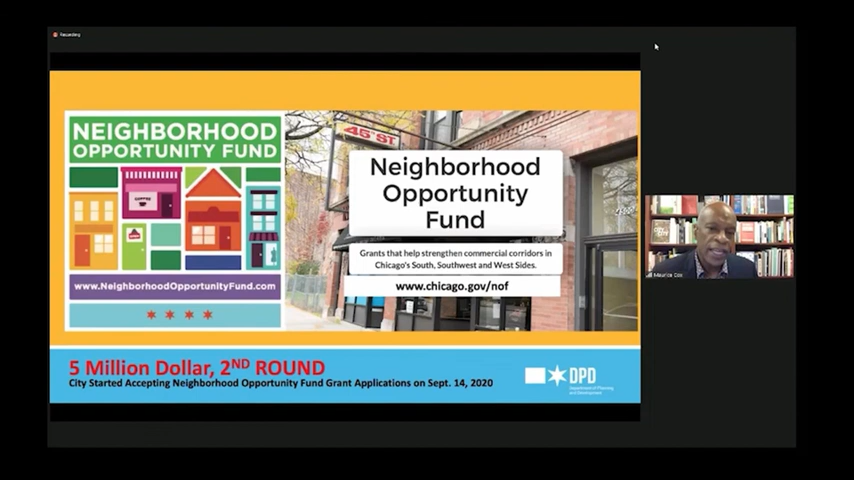 Recording
NEIGHBORHOOD
OPPORTUNITY FUND
COFFEE
www.NeighborhoodOpportunityFund.com
45TH ST
Neighborhood
Opportunity
Fund
Grants that help strengthen commercial corridors in
Chicago's South, Southwest and West Sides.
www.chicago.gov/nof
5 Million Dollar, 2ND ROUND
City Started Accepting Neighborhood Opportunity Fund Grant Applications on Sept. 14, 2020
DPD
Department of Planning
and Development
Maurice Cox